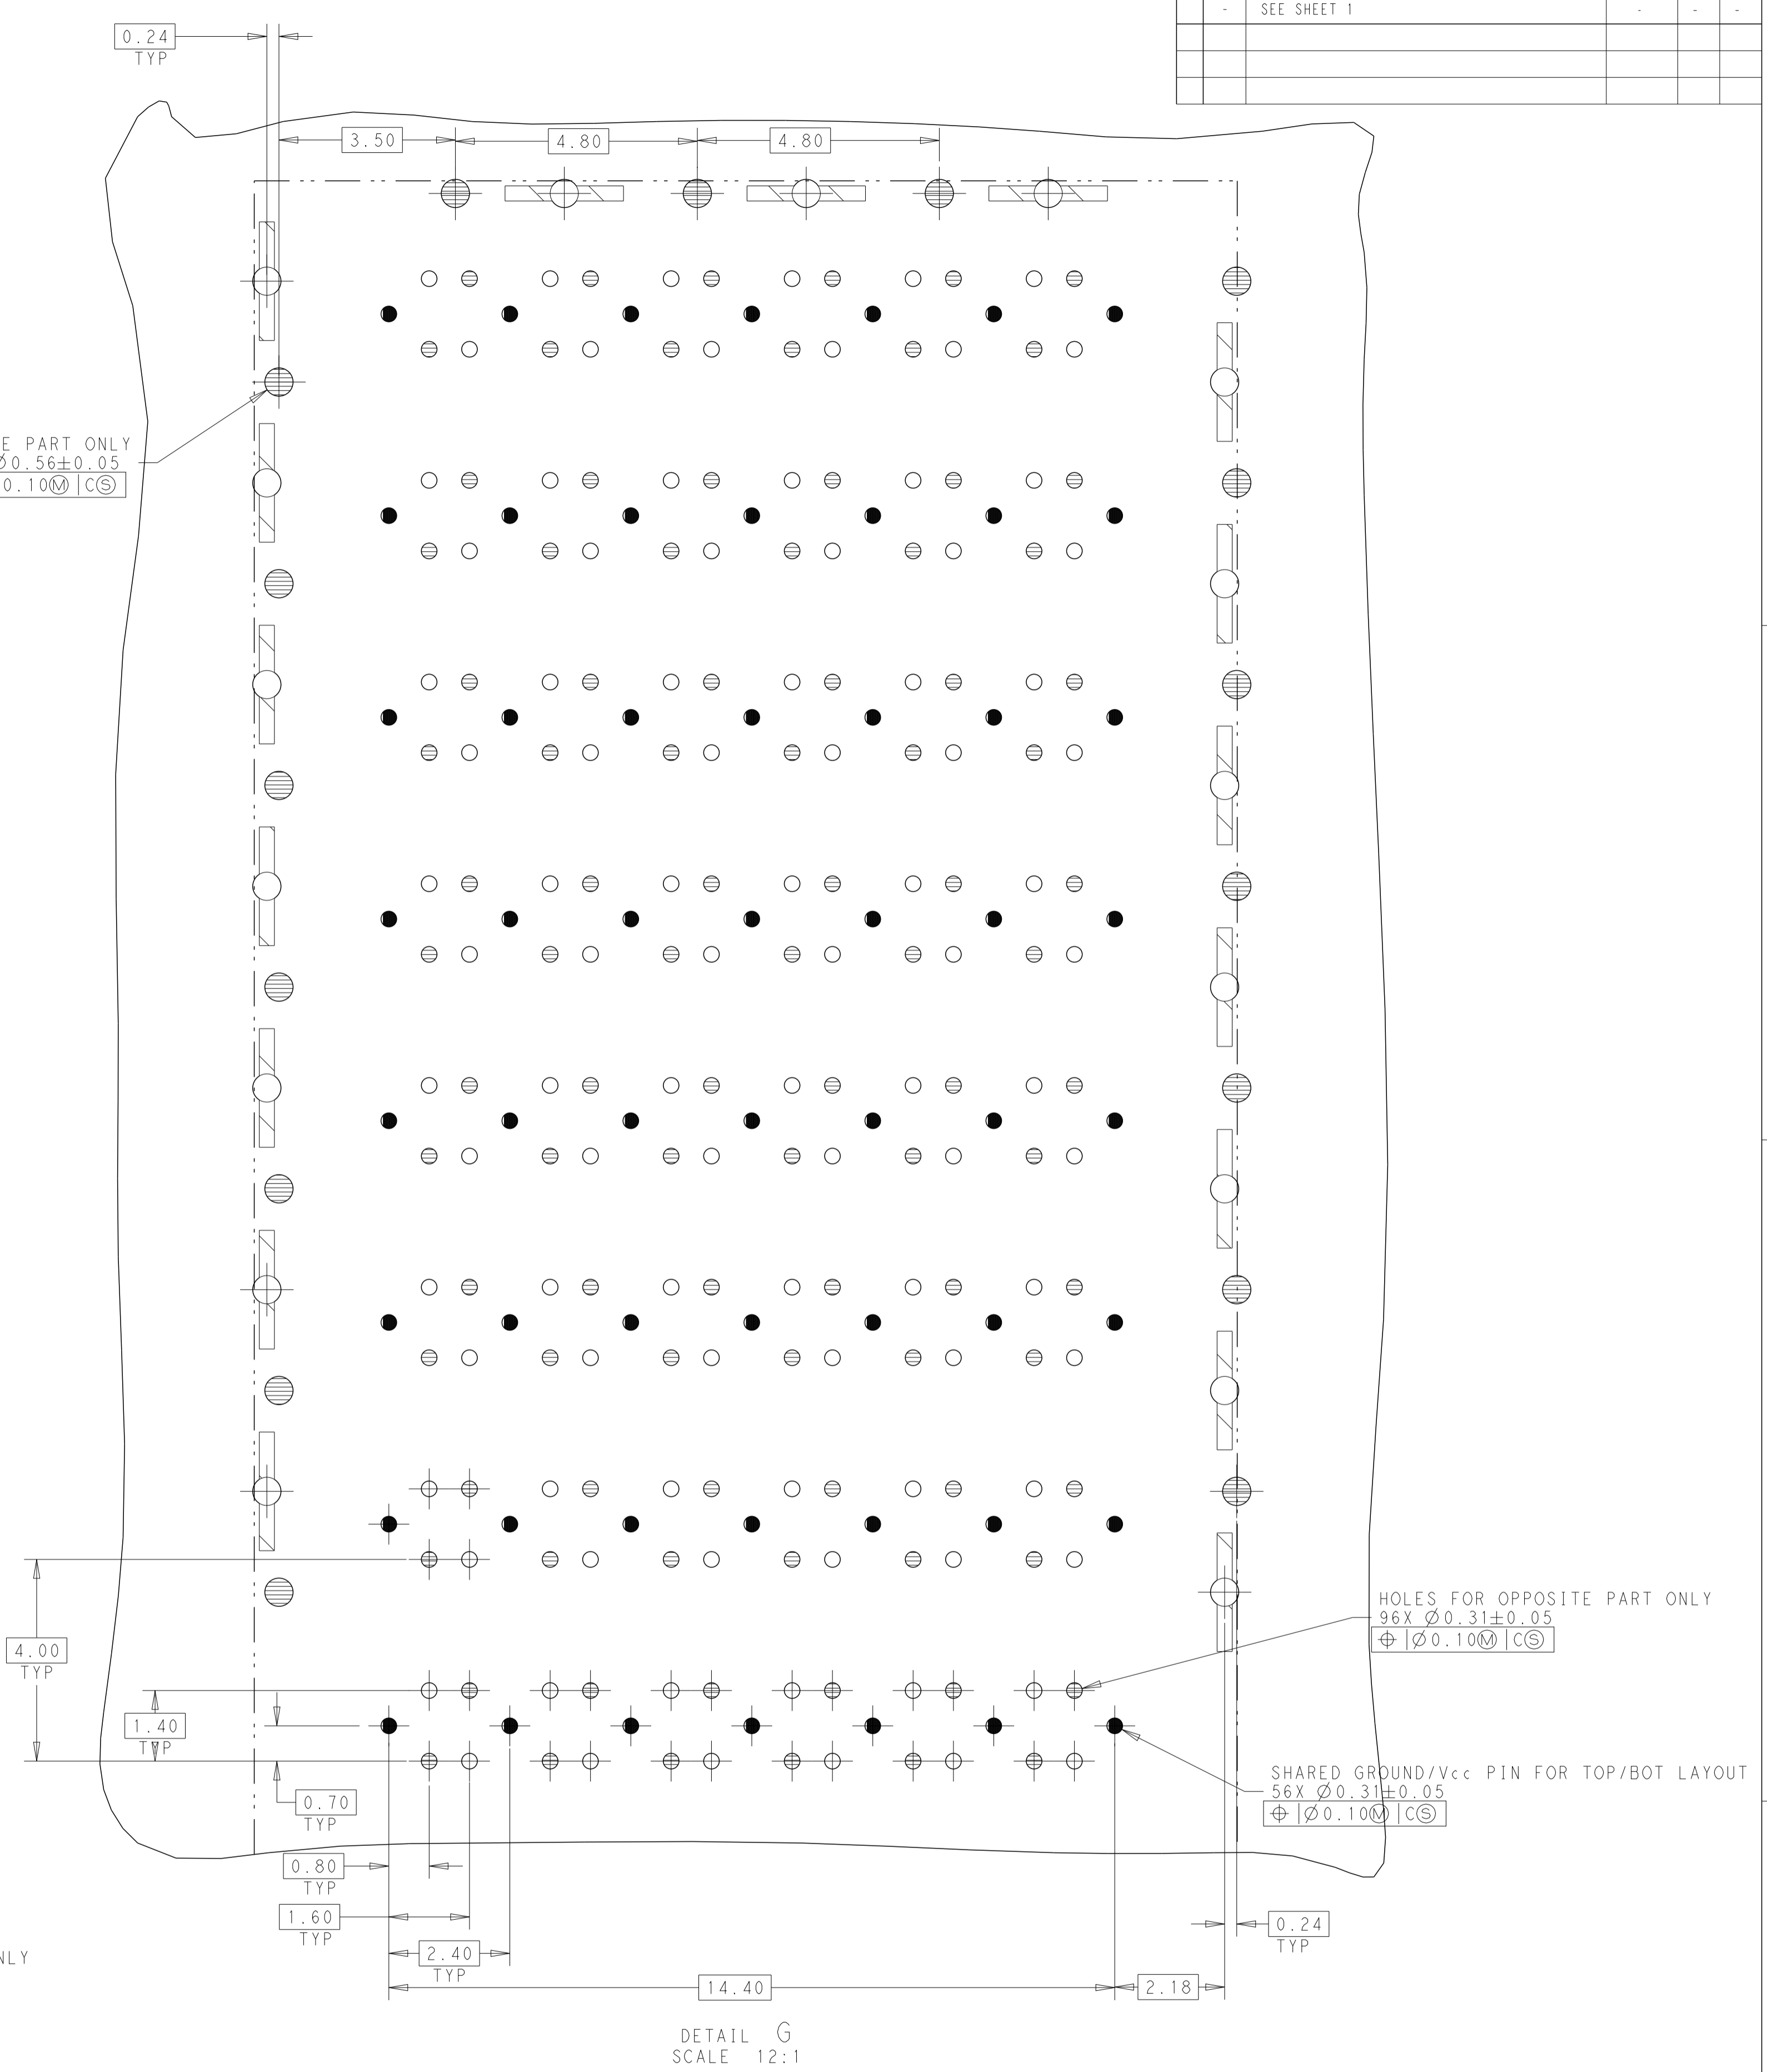 - SEE SHEET 1 - - -
0.24
TYP
3.50
4.80
4.80
PART ONLY
Ø0.56±0.05
0.10Ⓜ|CⓈ
HOLES FOR OPPOSITE PART ONLY
96X Ø0.31±0.05
⌖|Ø0.10Ⓜ|CⓈ
4.00
TYP
1.40
TYP
SHARED GROUND/Vcc PIN FOR TOP/BOT LAYOUT
56X Ø0.31±0.05
⌖|Ø0.10Ⓜ|CⓈ
0.70
TYP
0.80
TYP
1.60
TYP
0.24
TYP
2.40
TYP
14.40
2.18
DETAIL G
SCALE 12:1